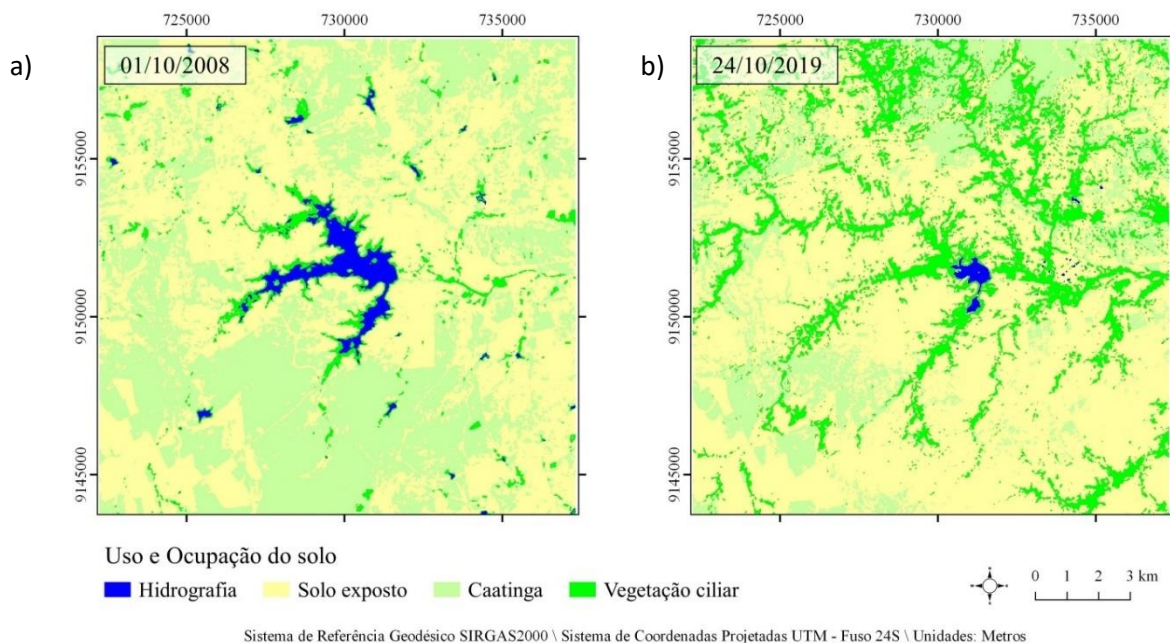 725000 730000 735000 725000 730000 735000
a) 01/10/2008 b) 24/10/2019
9155000 9155000
9150000 9150000
9145000 9145000
Uso e Ocupação do solo
Hidrografia Solo exposto Caatinga Vegetação ciliar
0 1 2 3 km
Sistema de Referência Geodésico SIRGAS2000 \ Sistema de Coordenadas Projetadas UTM - Fuso 24S \ Unidades: Metros